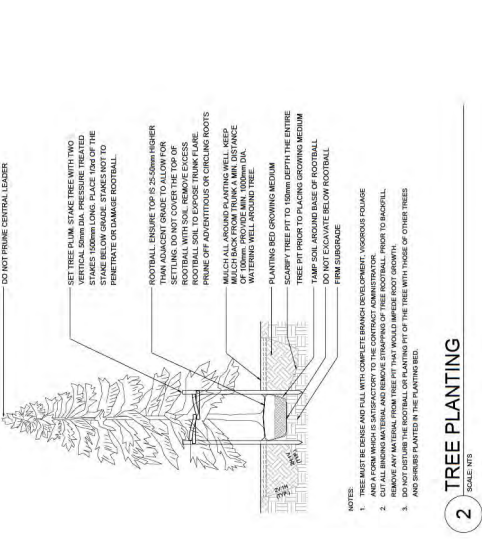 DO NOT PRUNE CENTRAL LEADER
SET TREE PLUM. STAKE TREE WITH TWO
VERTICAL 50mm DIA. PRESSURE TREATED
STAKES 1500mm LONG. PLACE 1/3rd OF THE
STAKE BELOW GRADE. STAKES NOT TO
PENETRATE OR DAMAGE ROOTBALL.
ROOTBALL. ENSURE TOP IS 25-50mm HIGHER
THAN ADJACENT GRADE TO ALLOW FOR
SETTLING. DO NOT COVER THE TOP OF
ROOTBALL WITH SOIL. REMOVE EXCESS
ROOTBALL SOIL TO EXPOSE TRUNK FLARE.
PRUNE OFF ADVENTITIOUS OR CIRCLING ROOTS
MULCH ALL AROUND PLANTING WELL. KEEP
MULCH BACK FROM TRUNK A MIN. DISTANCE
OF 100mm. PROVIDE MIN. 1000mm DIA.
WATERING WELL AROUND TREE.
PLANTING BED GROWING MEDIUM
SCARIFY TREE PIT TO 150mm DEPTH THE ENTIRE
TREE PIT PRIOR TO PLACING GROWING MEDIUM
TAMP SOIL AROUND BASE OF ROOTBALL
DO NOT EXCAVATE BELOW ROOTBALL
FIRM SUBGRADE
NOTES:
1. TREE MUST BE DENSE AND FULL WITH COMPLETE BRANCH DEVELOPMENT, VIGOROUS FOLIAGE
AND A FORM WHICH IS SATISFACTORY TO THE CONTRACT ADMINISTRATOR.
2. CUT ALL BINDING MATERIAL AND REMOVE STRAPPING OF TREE ROOTBALL. PRIOR TO BACKFILL,
REMOVE ANY MATERIAL FROM TREE PIT THAT WOULD IMPEDE ROOT GROWTH.
3. DO NOT DISTURB THE ROOTBALL OR PLANTING PIT OF THE TREE WITH THOSE OF OTHER TREES
AND SHRUBS PLANTED IN THE PLANTING BED.
2 TREE PLANTING
SCALE: NTS